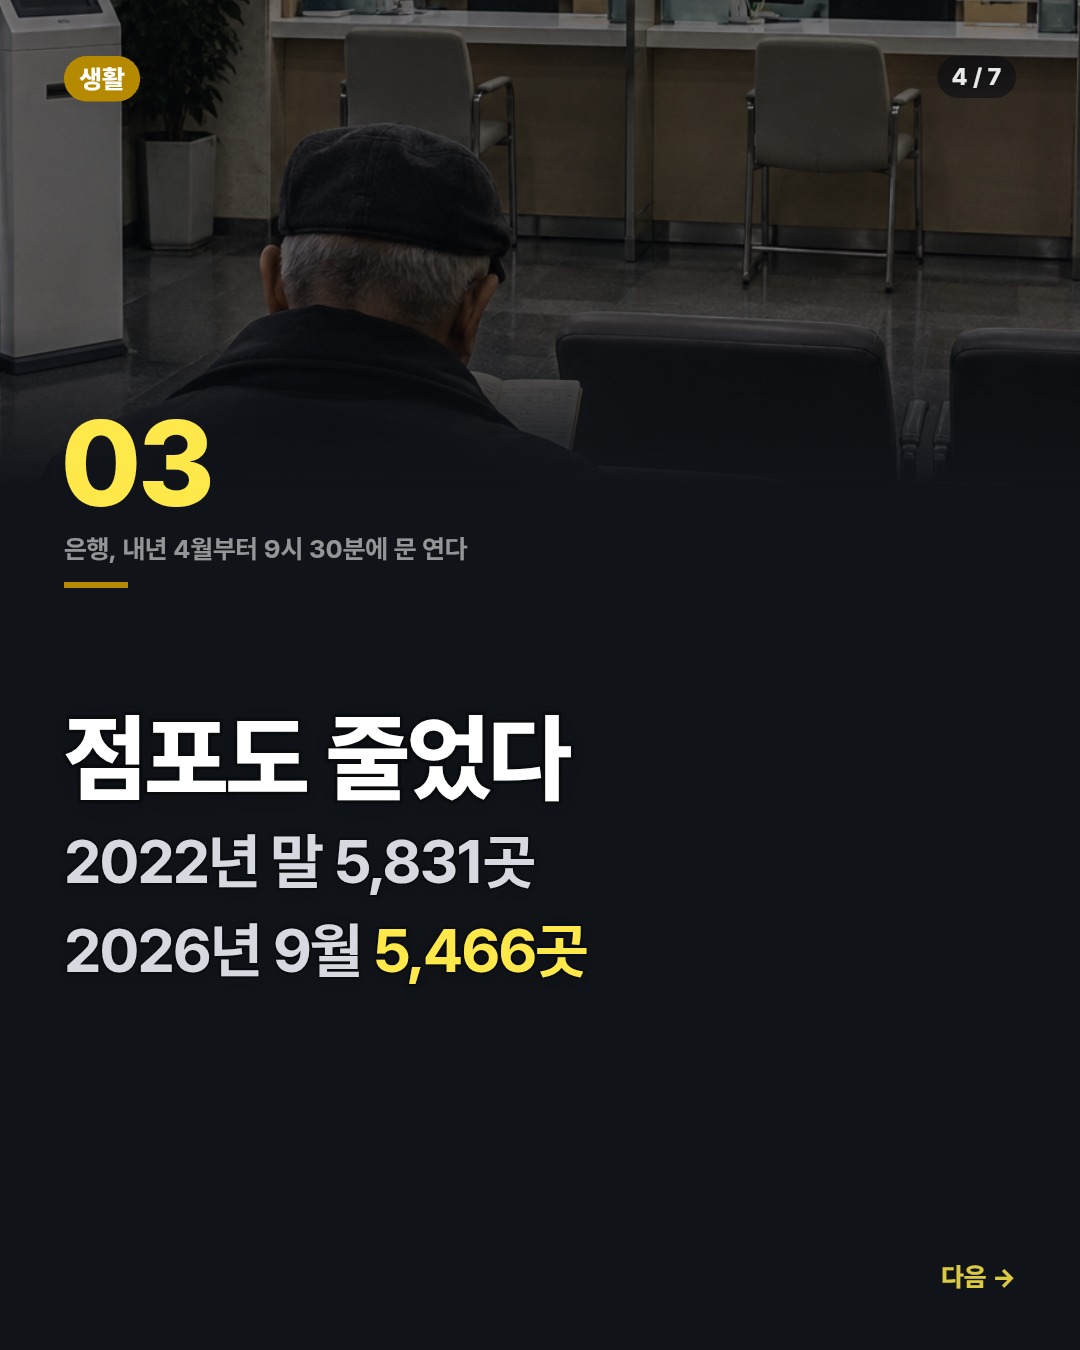 생활
4 / 7
03
은행, 내년 4월부터 9시 30분에 문 연다
점포도 줄었다
2022년 말 5,831곳
2026년 9월 5,466곳
다음 →